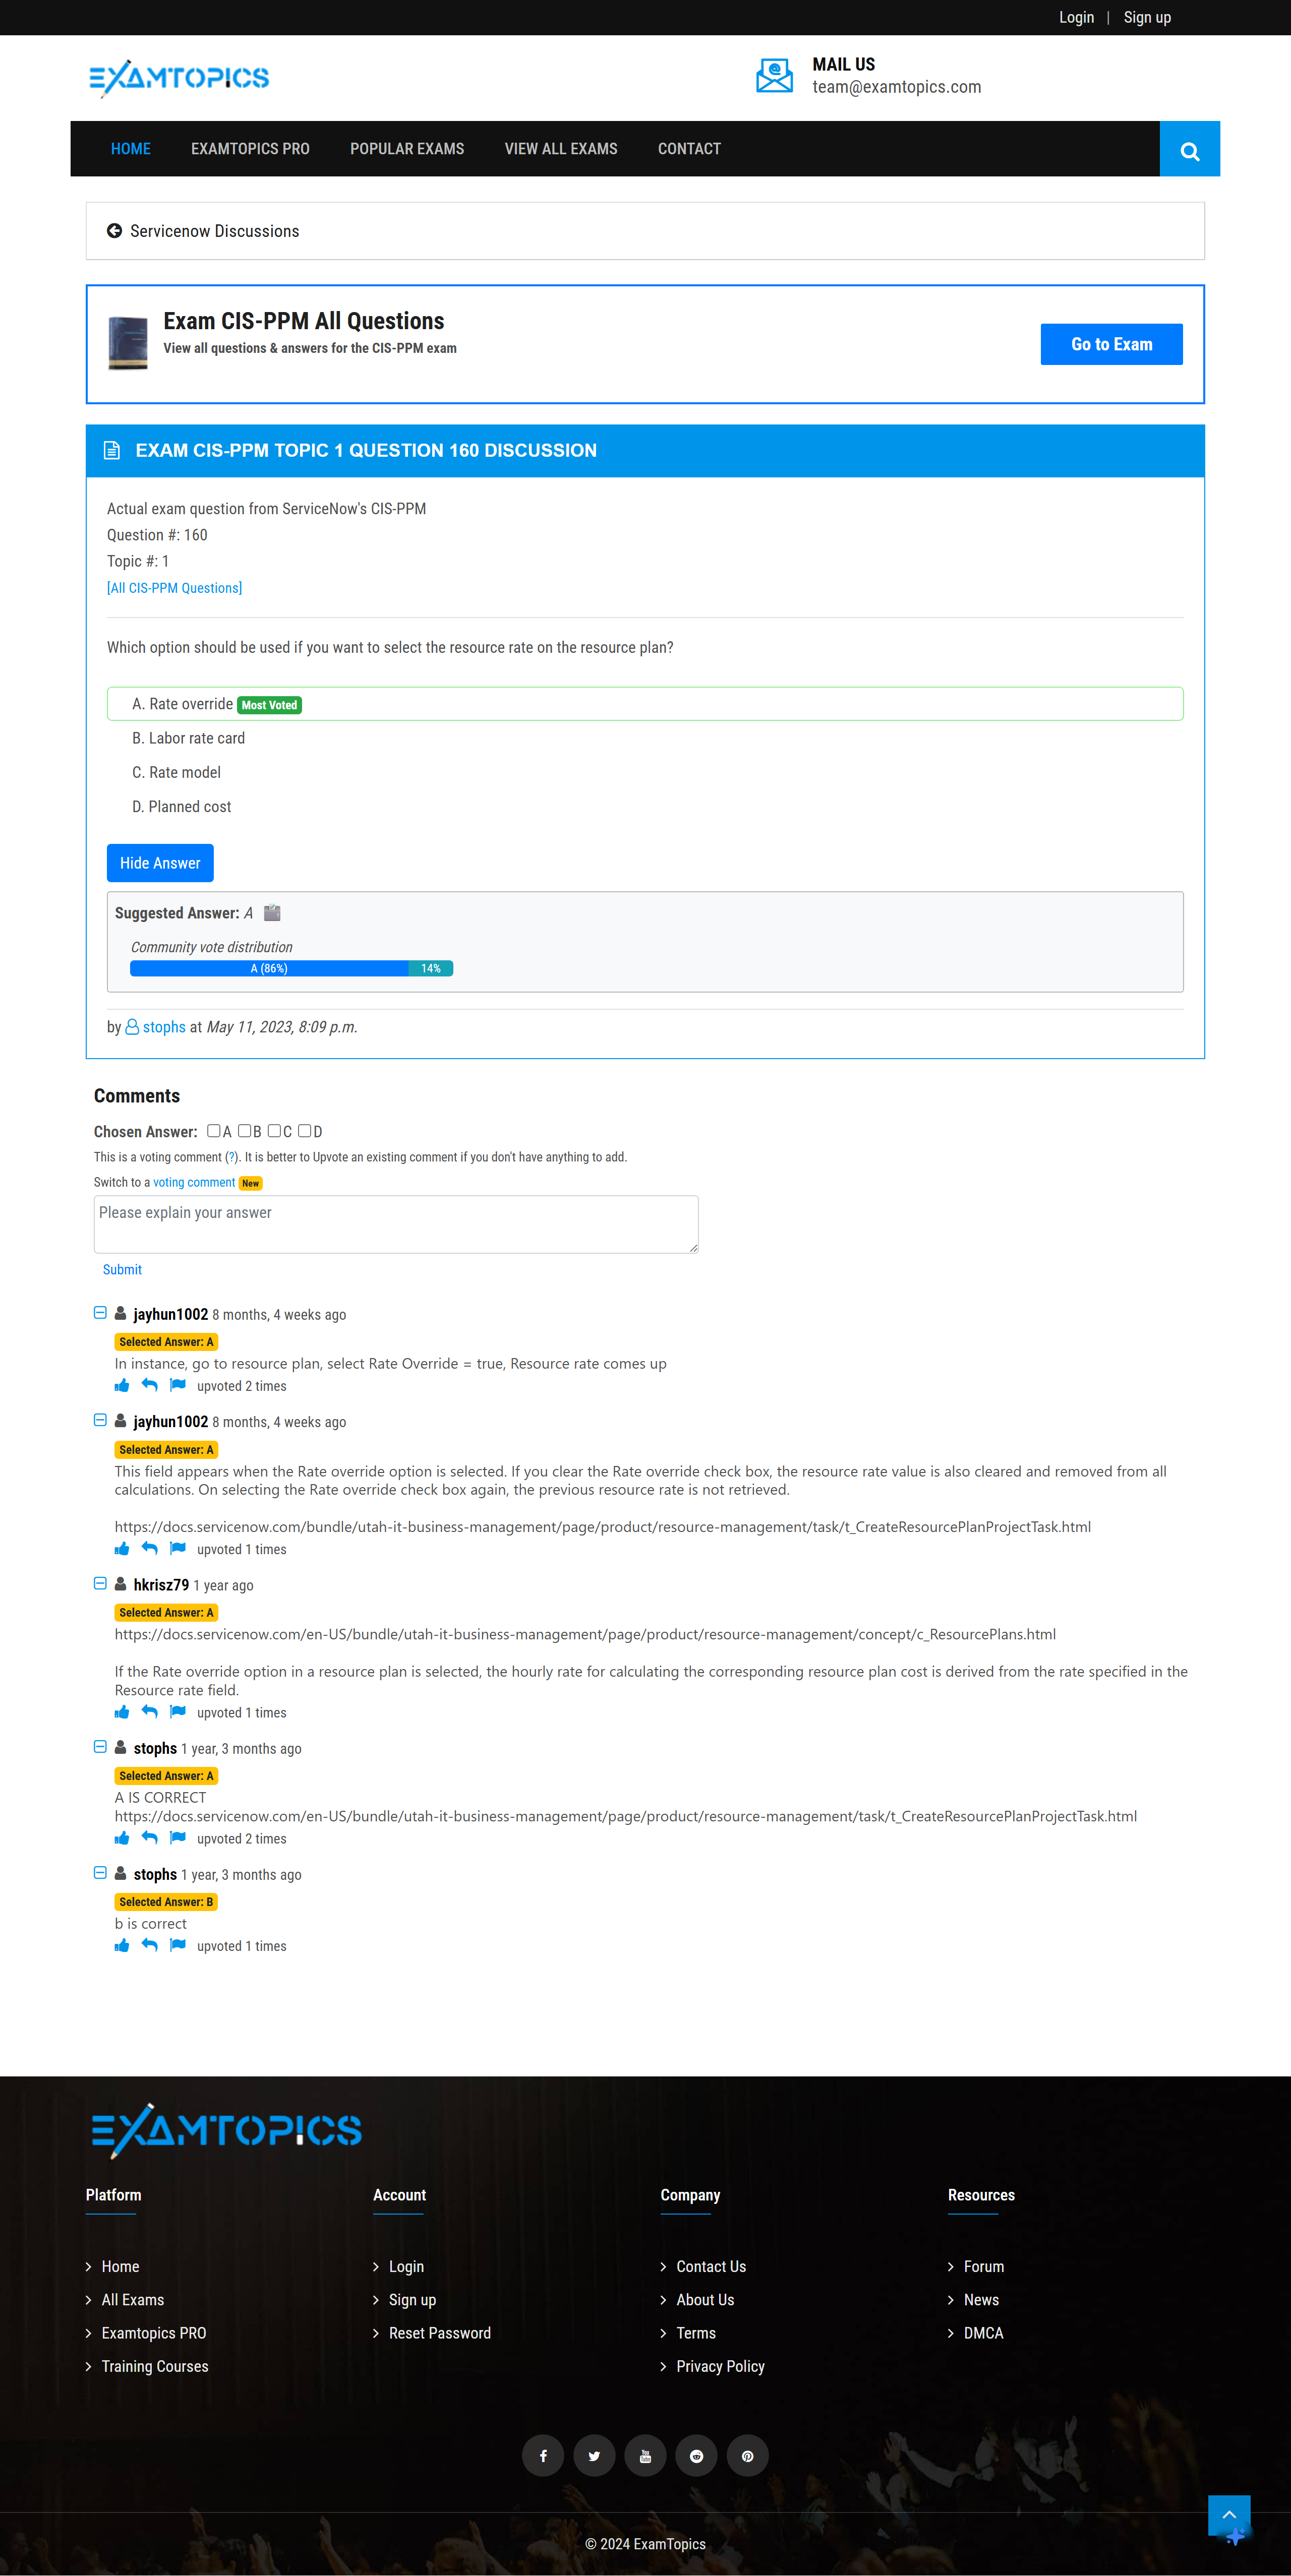 Login | Sign up
EXAMTOPICS
MAIL US
team@examtopics.com
HOME EXAMTOPICS PRO POPULAR EXAMS VIEW ALL EXAMS CONTACT
Servicenow Discussions
Exam CIS-PPM All Questions
View all questions & answers for the CIS-PPM exam
Go to Exam
EXAM CIS-PPM TOPIC 1 QUESTION 160 DISCUSSION
Actual exam question from ServiceNow's CIS-PPM
Question #: 160
Topic #: 1
[All CIS-PPM Questions]
Which option should be used if you want to select the resource rate on the resource plan?
A. Rate override Most Voted
B. Labor rate card
C. Rate model
D. Planned cost
Hide Answer
Suggested Answer: A
Community vote distribution
A (86%) 14%
by stophs at May 11, 2023, 8:09 p.m.
Comments
Chosen Answer: A B C D
This is a voting comment (?). It is better to Upvote an existing comment if you don't have anything to add.
Switch to a voting comment New
Please explain your answer
Submit
jayhun1002 8 months, 4 weeks ago
Selected Answer: A
In instance, go to resource plan, select Rate Override = true, Resource rate comes up
upvoted 2 times
jayhun1002 8 months, 4 weeks ago
Selected Answer: A
This field appears when the Rate override option is selected. If you clear the Rate override check box, the resource rate value is also cleared and removed from all
calculations. On selecting the Rate override check box again, the previous resource rate is not retrieved.
https://docs.servicenow.com/bundle/utah-it-business-management/page/product/resource-management/task/t_CreateResourcePlanProjectTask.html
upvoted 1 times
hkrisz79 1 year ago
Selected Answer: A
https://docs.servicenow.com/en-US/bundle/utah-it-business-management/page/product/resource-management/concept/c_ResourcePlans.html
If the Rate override option in a resource plan is selected, the hourly rate for calculating the corresponding resource plan cost is derived from the rate specified in the
Resource rate field.
upvoted 1 times
stophs 1 year, 3 months ago
Selected Answer: A
A IS CORRECT
https://docs.servicenow.com/en-US/bundle/utah-it-business-management/page/product/resource-management/task/t_CreateResourcePlanProjectTask.html
upvoted 2 times
stophs 1 year, 3 months ago
Selected Answer: B
b is correct
upvoted 1 times
EXAMTOPICS
Platform Account Company Resources
Home Login Contact Us Forum
All Exams Sign up About Us News
Examtopics PRO Reset Password Terms DMCA
Training Courses Privacy Policy
© 2024 ExamTopics